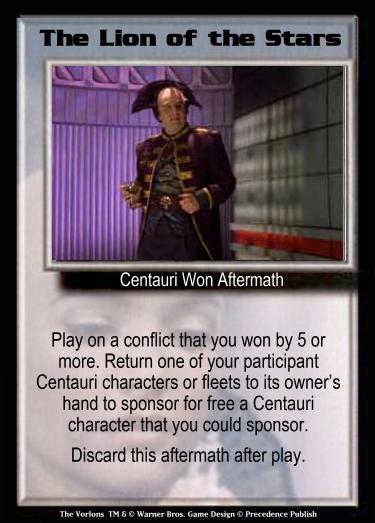 The Lion of the Stars
Centauri Won Aftermath
Play on a conflict that you won by 5 or
more. Return one of your participant
Centauri characters or fleets to its owner's
hand to sponsor for free a Centauri
character that you could sponsor.
Discard this aftermath after play.
The Vorlons TM & © Warner Bros. Game Design © Precedence Publish